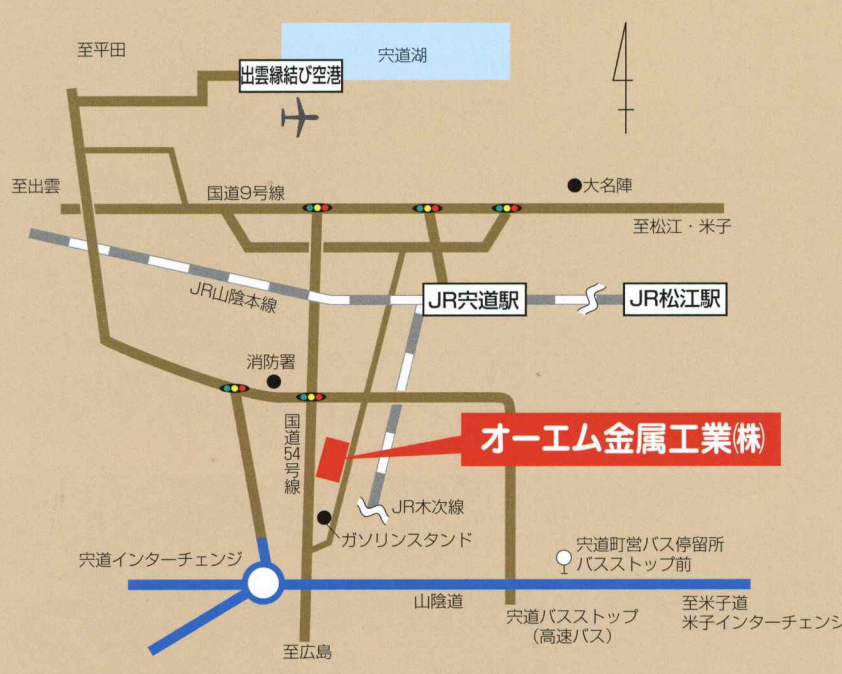 至平田
宍道湖
出雲縁結び空港
至出雲
国道9号線
大名陣
至松江・米子
JR山陰本線
JR宍道駅
JR松江駅
消防署
国道54号線
オーエム金属工業㈱
JR木次線
ガソリンスタンド
宍道インターチェンジ
宍道町営バス停留所
バスストップ前
山陰道
至米子道
米子インターチェンジ
宍道バスストップ
(高速バス)
至広島